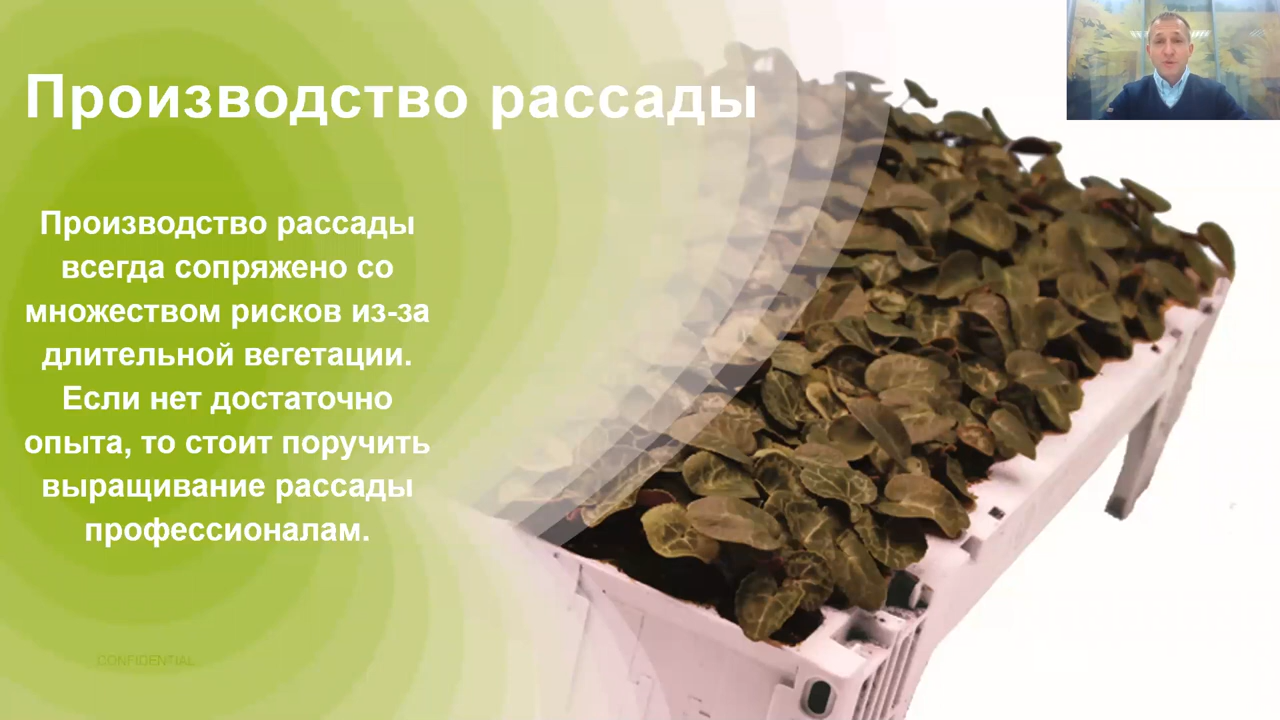 Производство рассады
Производство рассады
всегда сопряжено со
множеством рисков из-за
длительной вегетации.
Если нет достаточно
опыта, то стоит поручить
выращивание рассады
профессионалам.
CONFIDENTIAL